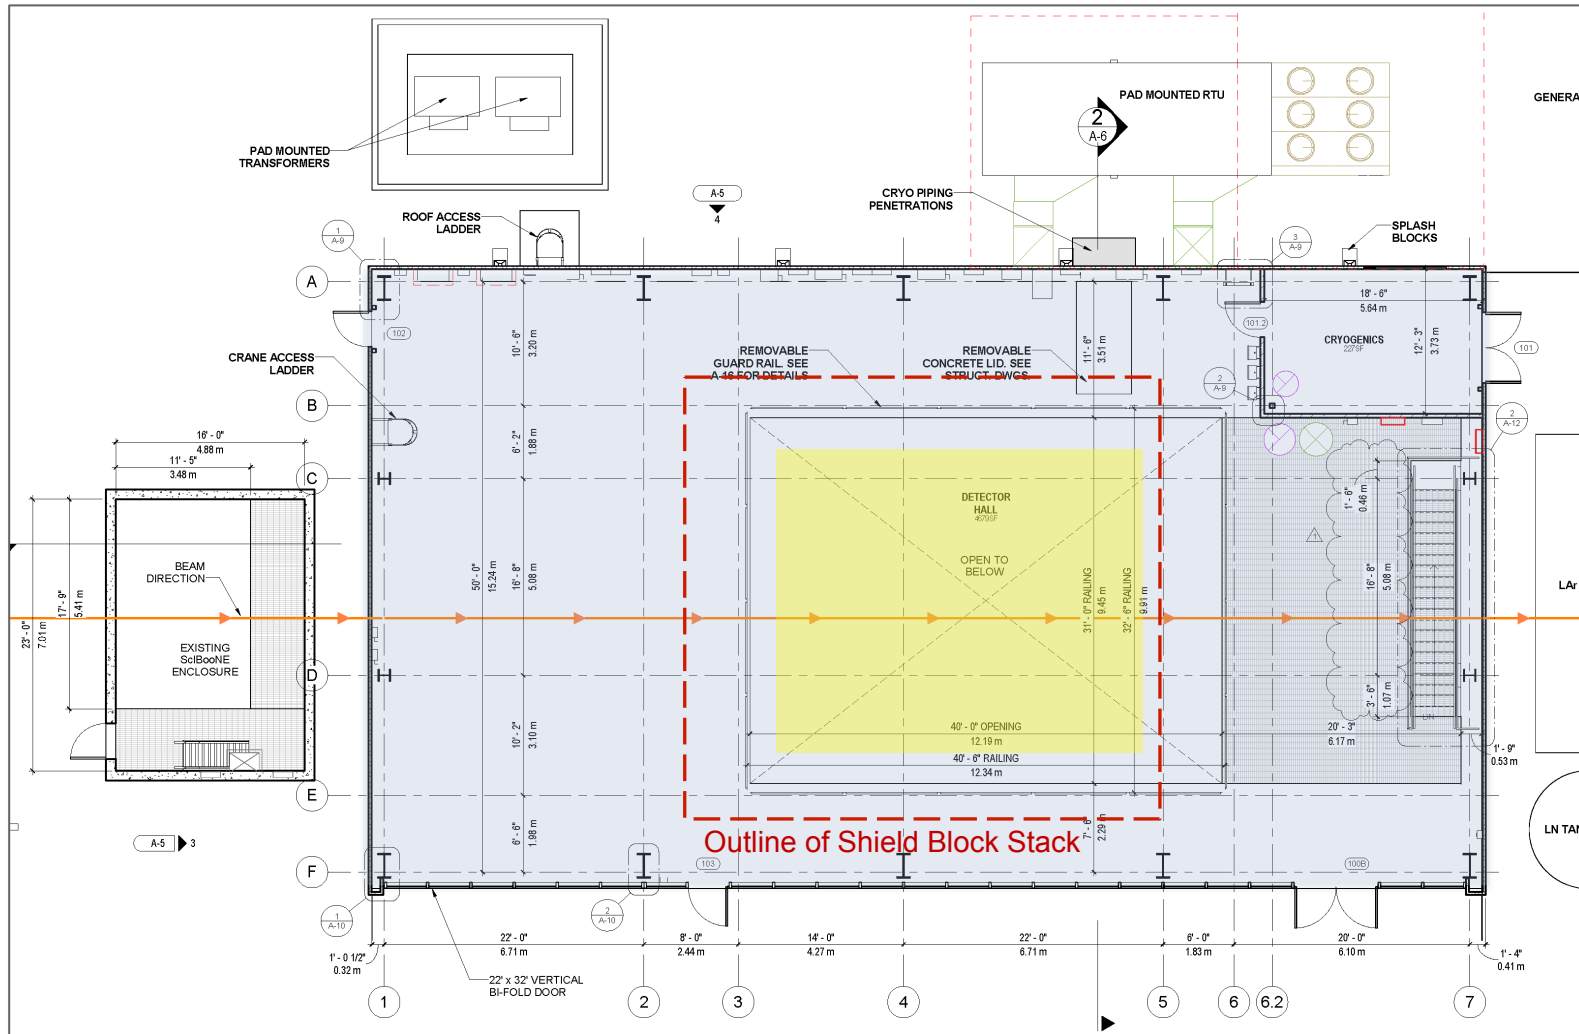 PAD MOUNTED RTU
GENERA
2
A-6
PAD MOUNTED
TRANSFORMERS
A-5
4
CRYO PIPING
PENETRATIONS
ROOF ACCESS
LADDER
1
A-9
3
A-9
SPLASH
BLOCKS
A
18' - 6"
5.64 m
102
101.2
CRYOGENICS
227SF
12' - 3"
3.73 m
101
10' - 6"
3.20 m
11' - 6"
3.51 m
CRANE ACCESS
LADDER
REMOVABLE
GUARD RAIL. SEE
A-16 FOR DETAILS
REMOVABLE
CONCRETE LID. SEE
STRUCT. DWGS.
2
A-9
B
2
A-12
16' - 0"
4.88 m
11' - 5"
3.48 m
6' - 2"
1.88 m
C
DETECTOR
HALL
4679SF
1' - 6"
0.46 m
1
OPEN TO
BELOW
BEAM
DIRECTION
50' - 0"
15.24 m
16' - 8"
5.08 m
31' - 0" RAILING
9.45 m
32' - 6" RAILING
9.91 m
16' - 8"
5.08 m
LAr
17' - 9"
5.41 m
23' - 0"
7.01 m
EXISTING
SciBooNE
ENCLOSURE
D
3' - 6"
1.07 m
DN
10' - 2"
3.10 m
40' - 0" OPENING
12.19 m
20' - 3"
6.17 m
40' - 6" RAILING
12.34 m
1' - 9"
0.53 m
E
A-5
3
6' - 6"
1.98 m
Outline of Shield Block Stack
7' - 6"
2.29 m
LN TAN
F
103
100B
1
A-10
2
A-10
22' - 0"
6.71 m
8' - 0"
2.44 m
14' - 0"
4.27 m
22' - 0"
6.71 m
6' - 0"
1.83 m
20' - 0"
6.10 m
1' - 0 1/2"
0.32 m
1' - 4"
0.41 m
22' x 32' VERTICAL
BI-FOLD DOOR
1
2
3
4
5
6
6.2
7